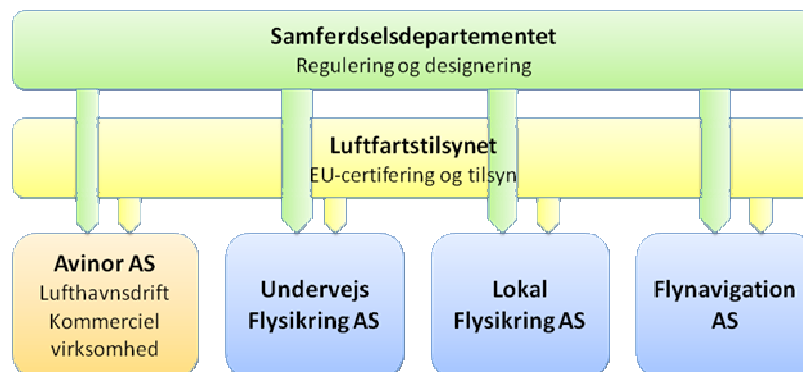 Samferdselsdepartementet
Regulering og designering
Luftfartstilsynet
EU-certifering og tilsyn
Avinor AS
Lufthavnsdrift
Kommerciel
virksomhed
Undervejs
Flysikring AS
Lokal
Flysikring AS
Flynavigation
AS